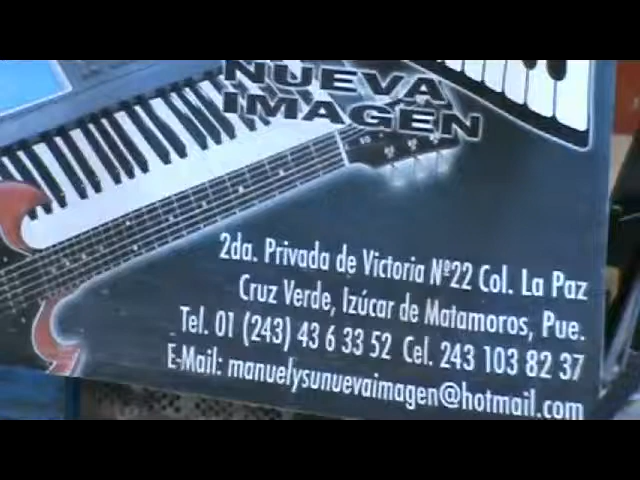 NUEVA
IMAGEN
2da. Privada de Victoria Nº22 Col. La Paz
Cruz Verde, Izúcar de Matamoros, Pue.
Tel. 01 (243) 43 6 33 52 Cel. 243 103 82 37
E-Mail: manuelysunuevaimagen@hotmail.com